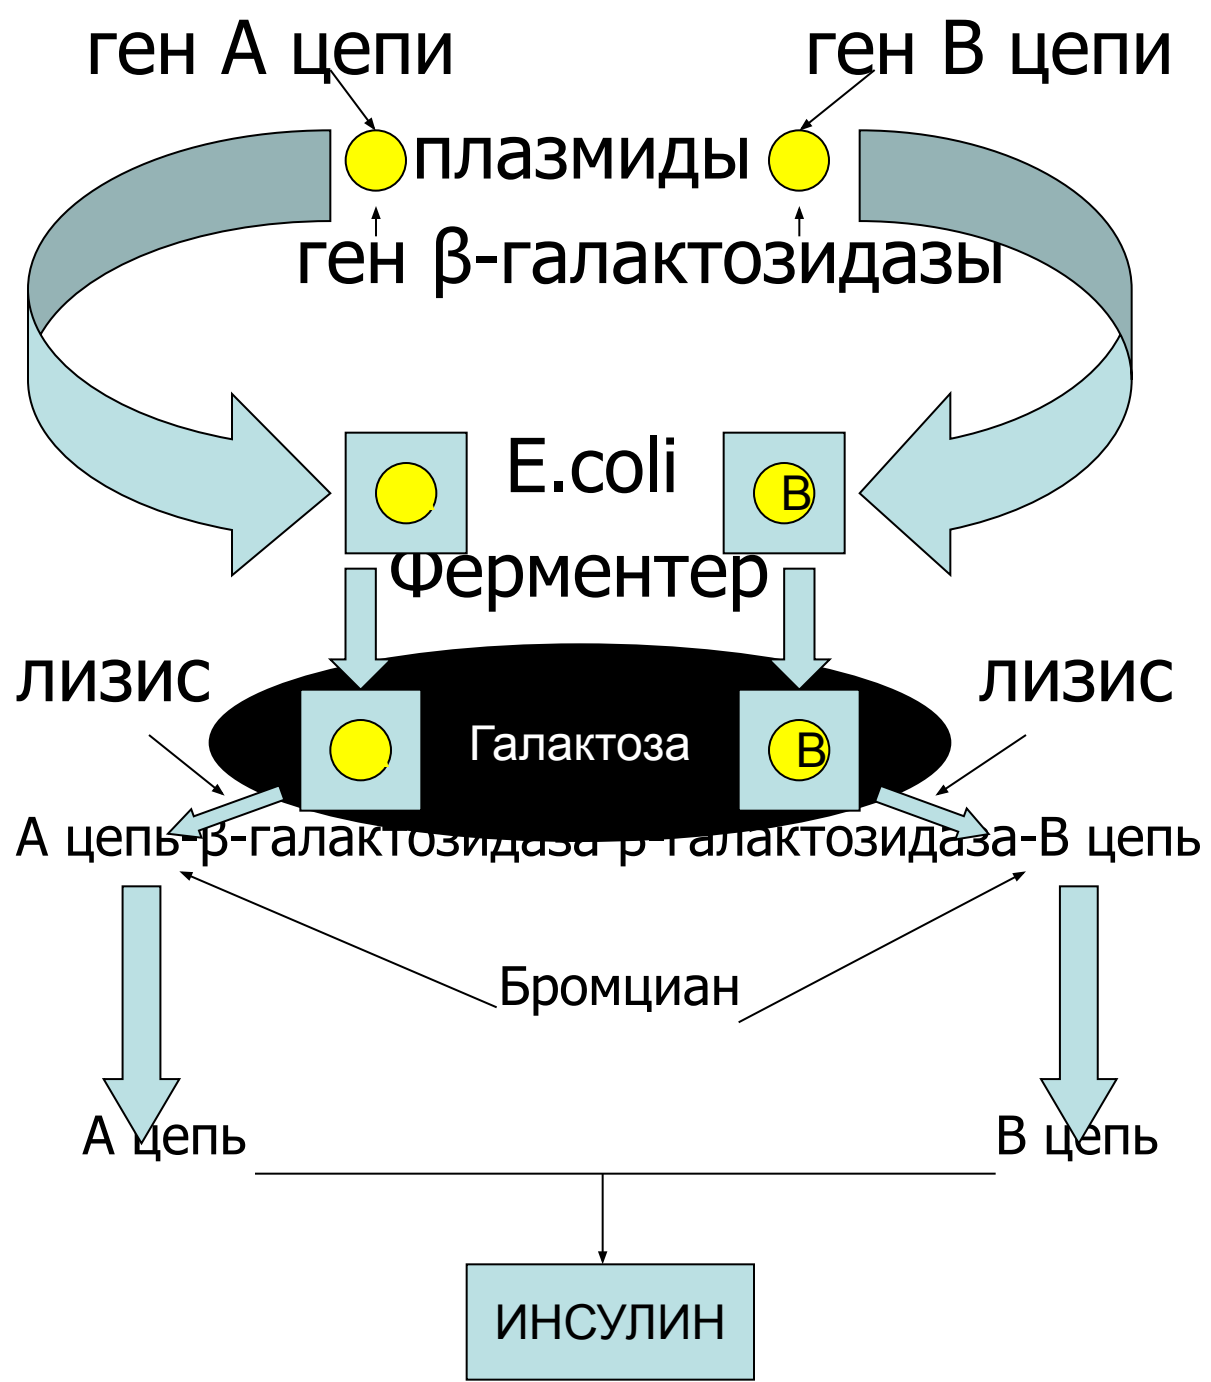 ген А цепи ген В цепи
плазмиды
ген β-галактозидазы
E.coli
В
Ферментер
лизис лизис
Галактоза
В
А цепь-β-галактозидаза β-галактозидаза-В цепь
Бромциан
А цепь В цепь
ИНСУЛИН